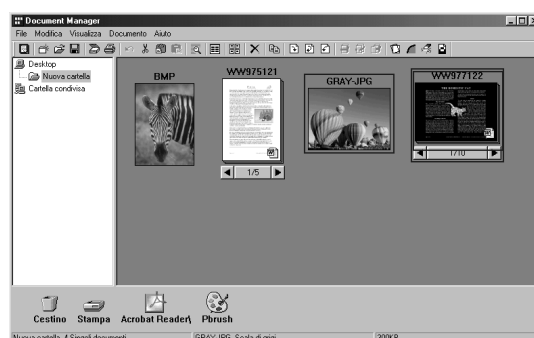 Document Manager
File Modifica Visualizza Documento Aiuto
Desktop
Nuova cartella
Cartella condivisa
BMP
WW975121
GRAY-JPG
WW977122
1/5
1/10
Cestino Stampa Acrobat Reader\ Pbrush
Nuova cartella, 4 Singoli documenti GRAY-JPG, Scala di grigi, 300KB